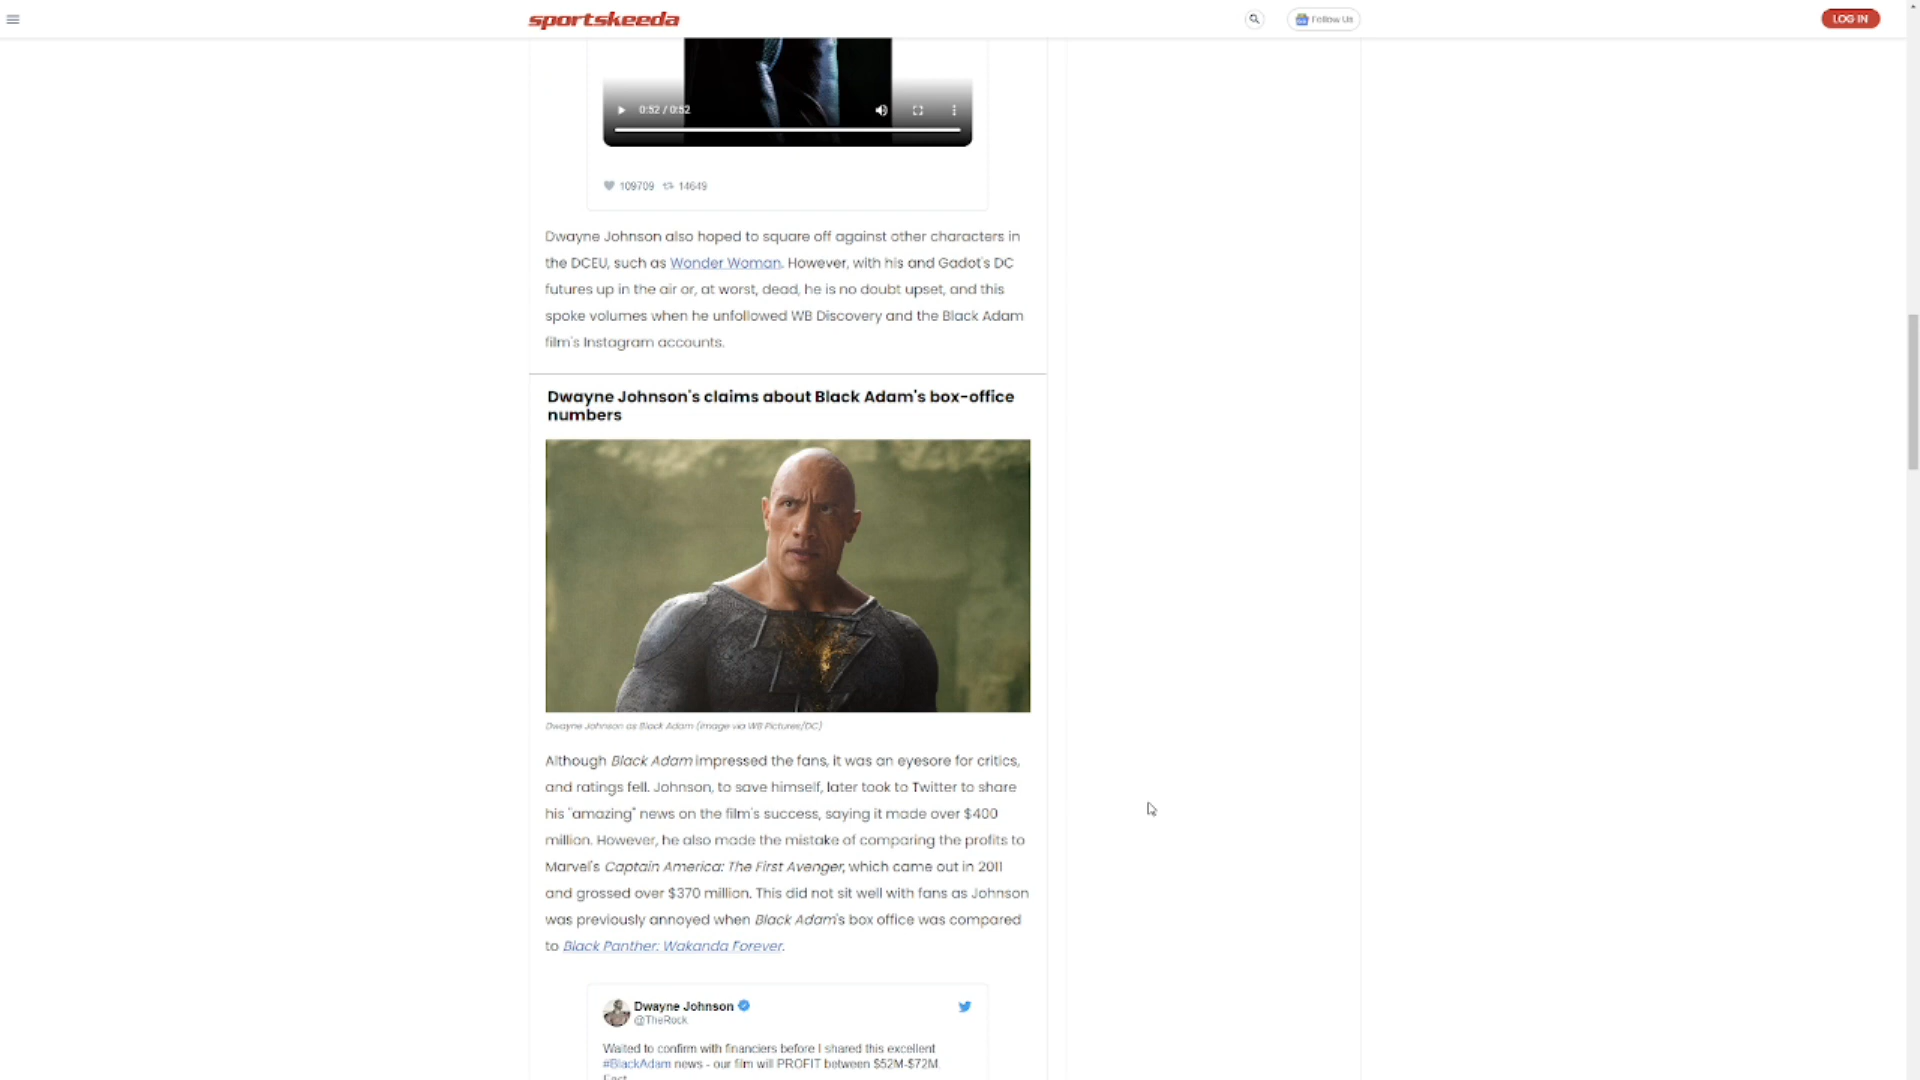 sportskeeda
Follow Us
LOG IN
0:52 / 0:52
109709 14649
Dwayne Johnson also hoped to square off against other characters in
the DCEU, such as Wonder Woman. However, with his and Gadot's DC
futures up in the air or, at worst, dead, he is no doubt upset, and this
spoke volumes when he unfollowed WB Discovery and the Black Adam
film's Instagram accounts.
Dwayne Johnson's claims about Black Adam's box-office
numbers
Dwayne Johnson as Black Adam (Image via WB Pictures/DC)
Although Black Adam impressed the fans, it was an eyesore for critics,
and ratings fell. Johnson, to save himself, later took to Twitter to share
his "amazing" news on the film's success, saying it made over $400
million. However, he also made the mistake of comparing the profits to
Marvel's Captain America: The First Avenger, which came out in 2011
and grossed over $370 million. This did not sit well with fans as Johnson
was previously annoyed when Black Adam's box office was compared
to Black Panther: Wakanda Forever.
Dwayne Johnson
@TheRock
Waited to confirm with financiers before I shared this excellent
#BlackAdam news - our film will PROFIT between $52M-$72M.
Fact.